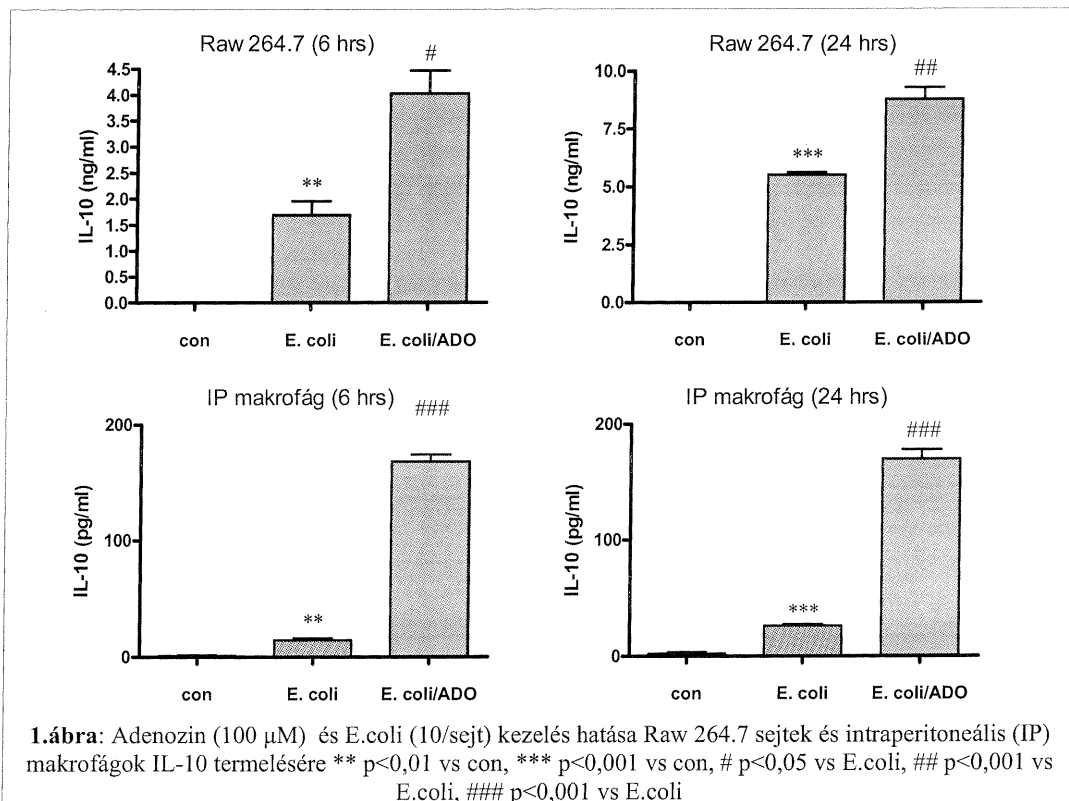 Raw 264.7 (6 hrs)
#
4.5
4.0
3.5
3.0
2.5
2.0
1.5
1.0
0.5
0.0
IL-10 (ng/ml)
**
con
E. coli
E. coli/ADO
Raw 264.7 (24 hrs)
##
10.0
7.5
5.0
2.5
0.0
IL-10 (ng/ml)
***
con
E. coli
E. coli/ADO
IP makrofág (6 hrs)
###
200
100
0
IL-10 (pg/ml)
**
con
E. coli
E. coli/ADO
IP makrofág (24 hrs)
###
200
100
0
IL-10 (pg/ml)
***
con
E. coli
E. coli/ADO
1.ábra: Adenozin (100 µM) és E.coli (10/sejt) kezelés hatása Raw 264.7 sejtek és intraperitoneális (IP)
makrofágok IL-10 termelésére ** p<0,01 vs con, *** p<0,001 vs con, # p<0,05 vs E.coli, ## p<0,001 vs
E.coli, ### p<0,001 vs E.coli